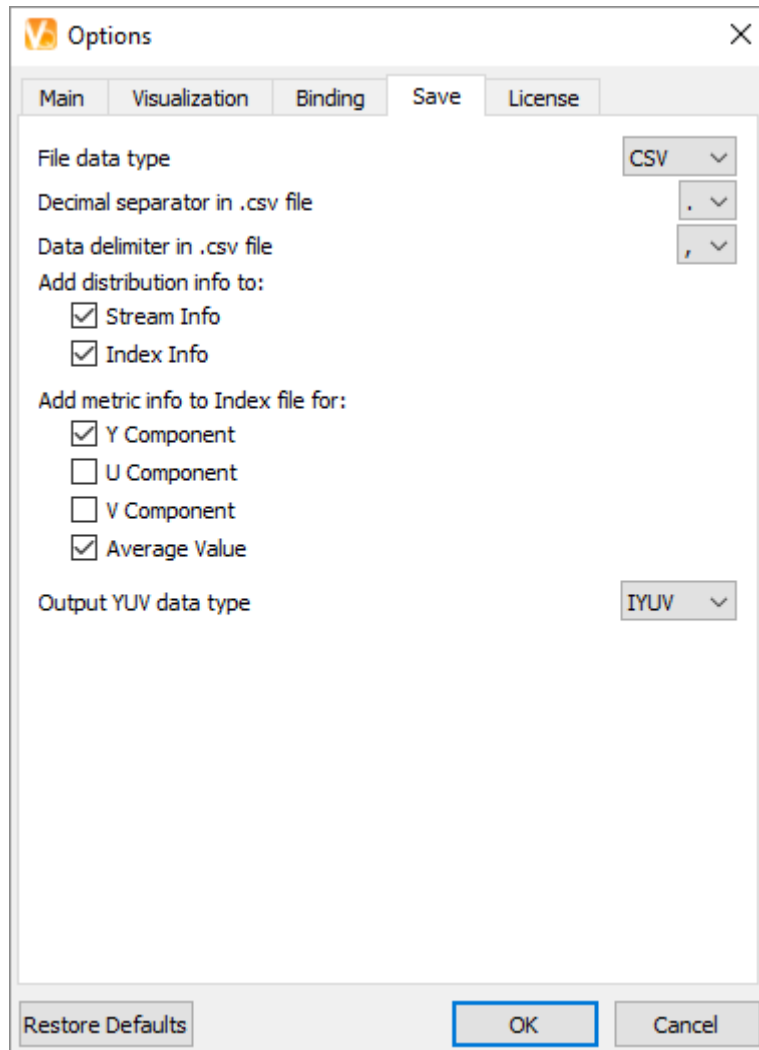 Options
Main Visualization Binding Save License
File data type CSV
Decimal separator in .csv file .
Data delimiter in .csv file ,
Add distribution info to:
Stream Info
Index Info
Add metric info to Index file for:
Y Component
U Component
V Component
Average Value
Output YUV data type IYUV
Restore Defaults OK Cancel